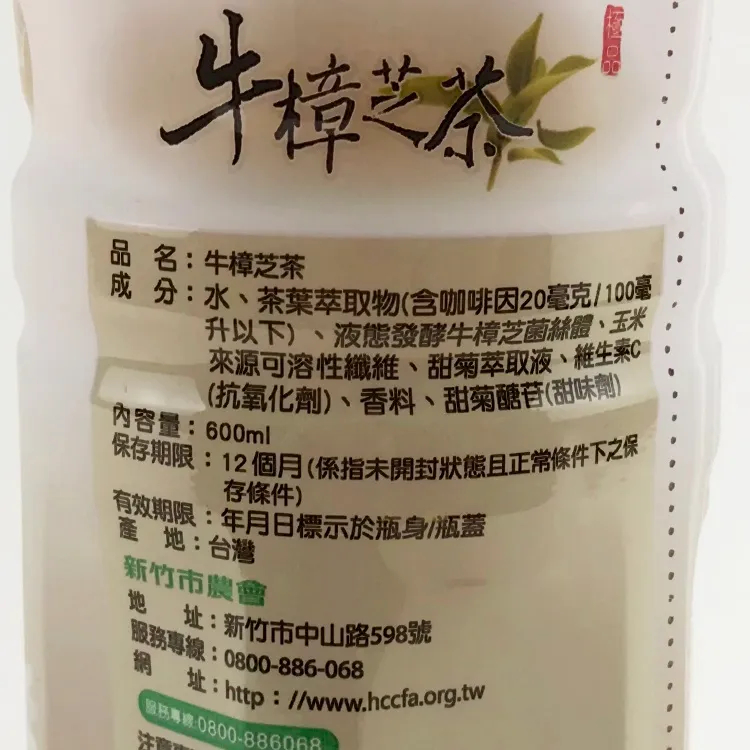 極品
牛樟芝茶
品 名：牛樟芝茶
成 分：水、茶葉萃取物(含咖啡因20毫克/100毫
升以下)、液態發酵牛樟芝菌絲體、玉米
來源可溶性纖維、甜菊萃取液、維生素C
(抗氧化劑)、香料、甜菊醣苷(甜味劑)
內容量：600ml
保存期限：12個月(係指未開封狀態且正常條件下之保
存條件)
有效期限：年月日標示於瓶身/瓶蓋
產 地：台灣
新竹市農會
地 址：新竹市中山路598號
服務專線：0800-886-068
網 址：http：//www.hccfa.org.tw
服務專線:0800-886068
注意